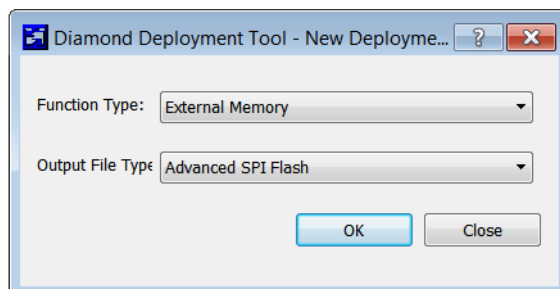 Diamond Deployment Tool - New Deployme...
Function Type: External Memory
Output File Type Advanced SPI Flash
OK Close